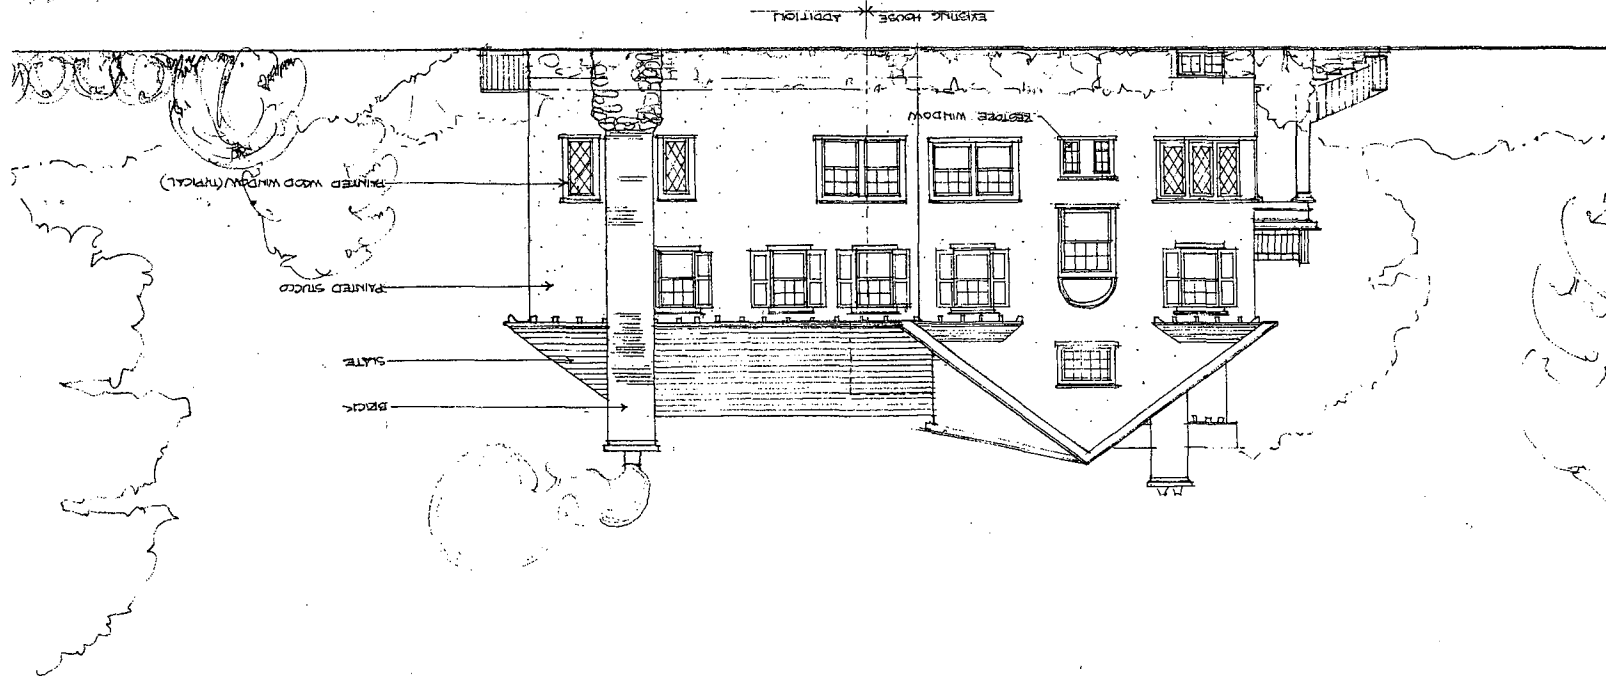 BRICK
SLATE
PAINTED STUCCO
PAINTED WOOD WINDOW (TYPICAL)
RESTORE WINDOW
EXISTING HOUSE
ADDITION